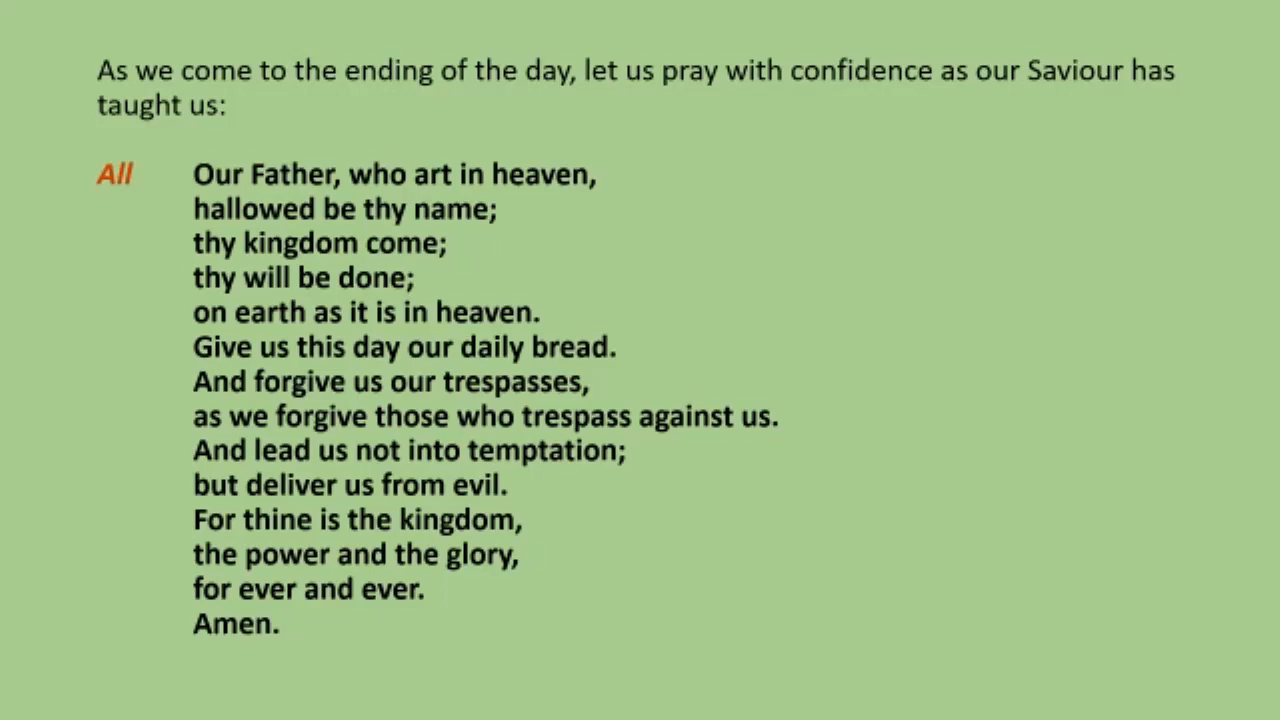 As we come to the ending of the day, let us pray with confidence as our Saviour has
taught us:
All Our Father, who art in heaven,
hallowed be thy name;
thy kingdom come;
thy will be done;
on earth as it is in heaven.
Give us this day our daily bread.
And forgive us our trespasses,
as we forgive those who trespass against us.
And lead us not into temptation;
but deliver us from evil.
For thine is the kingdom,
the power and the glory,
for ever and ever.
Amen.